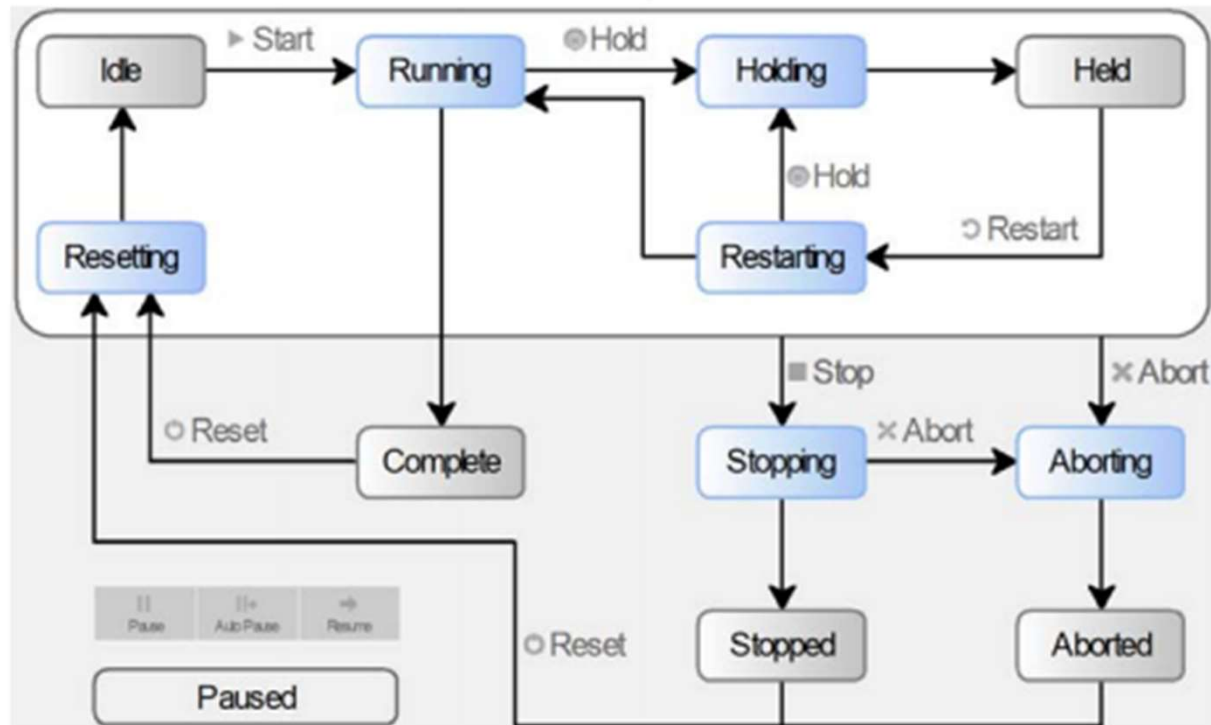 Start
Hold
Idle
Running
Holding
Held
Hold
Restart
Resetting
Restarting
Stop
Abort
Reset
Abort
Complete
Stopping
Aborting
Pause
Auto Pause
Resume
Reset
Stopped
Aborted
Paused